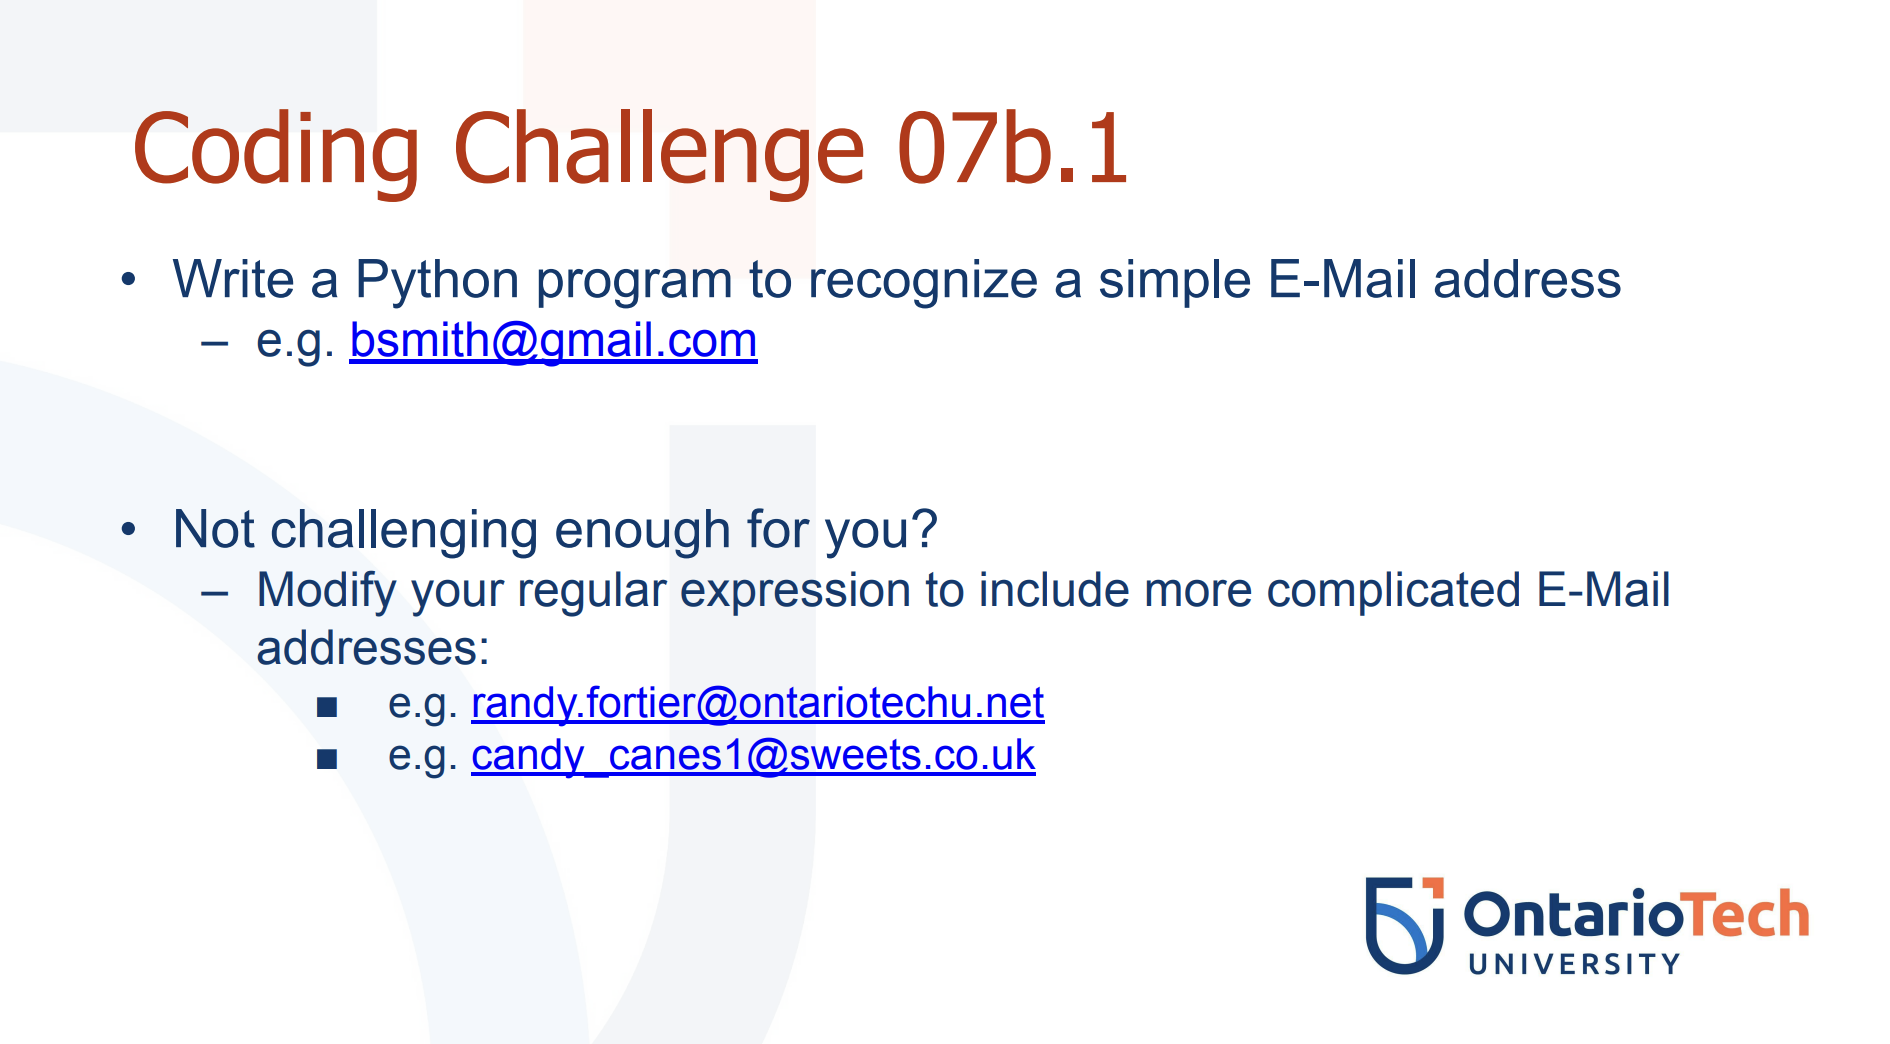 Coding Challenge 07b.1
• Write a Python program to recognize a simple E-Mail address
– e.g. bsmith@gmail.com
• Not challenging enough for you?
– Modify your regular expression to include more complicated E-Mail
addresses:
■ e.g. randy.fortier@ontariotechu.net
■ e.g. candy_canes1@sweets.co.uk
OntarioTech
UNIVERSITY